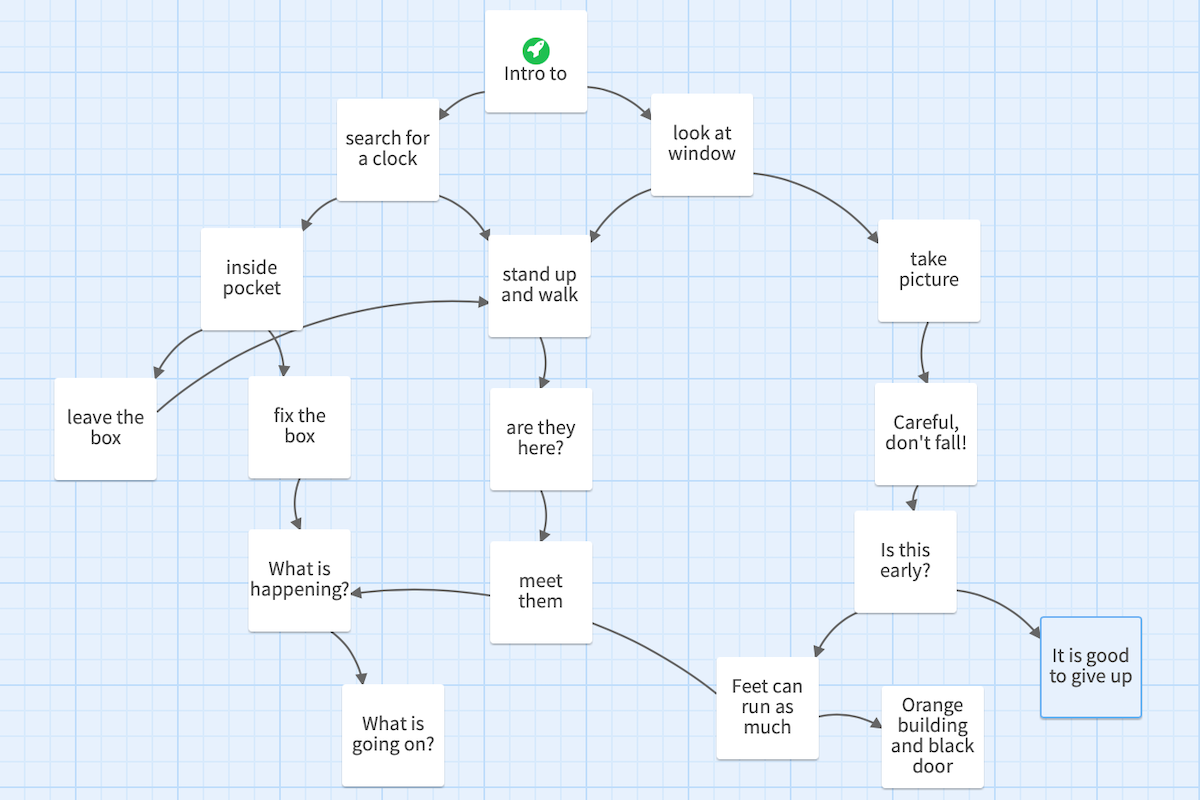 Intro to
search for
a clock
look at
window
inside
pocket
stand up
and walk
take
picture
leave the
box
fix the
box
are they
here?
Careful,
don't fall!
What is
happening?
meet
them
Is this
early?
It is good
to give up
What is
going on?
Feet can
run as
much
Orange
building
and black
door